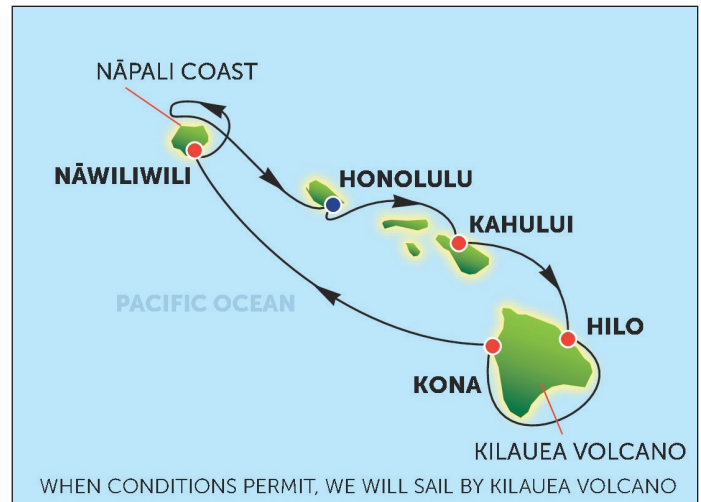 NĀPALI COAST
NĀWILIWILI
HONOLULU
KAHULUI
PACIFIC OCEAN
HILO
KONA
KILAUEA VOLCANO
WHEN CONDITIONS PERMIT, WE WILL SAIL BY KILAUEA VOLCANO